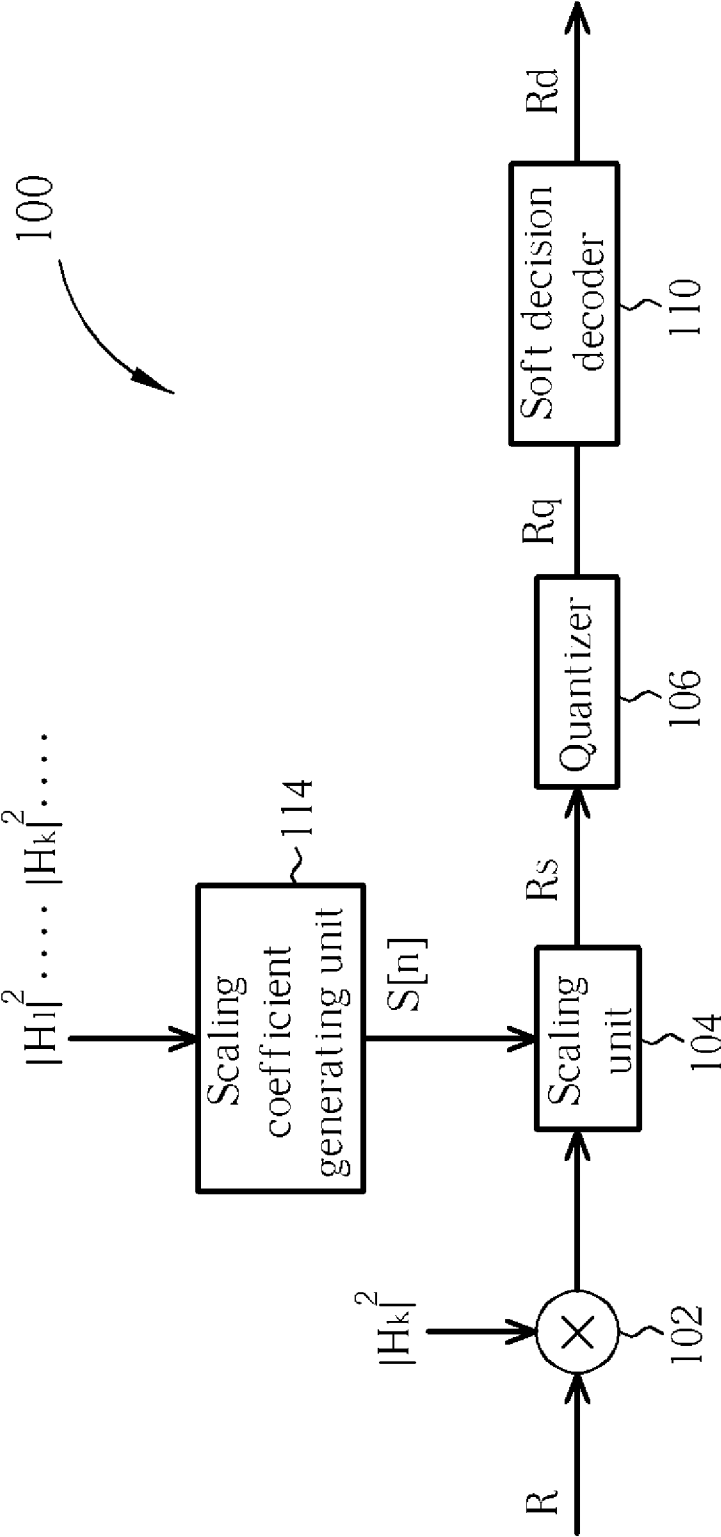 100
|H1|² ···· |Hk|² ····
Scaling
coefficient
generating unit
114
S[n]
|Hk|²
R
102
Scaling
unit
104
Rs
Quantizer
106
Rq
Soft decision
decoder
110
Rd